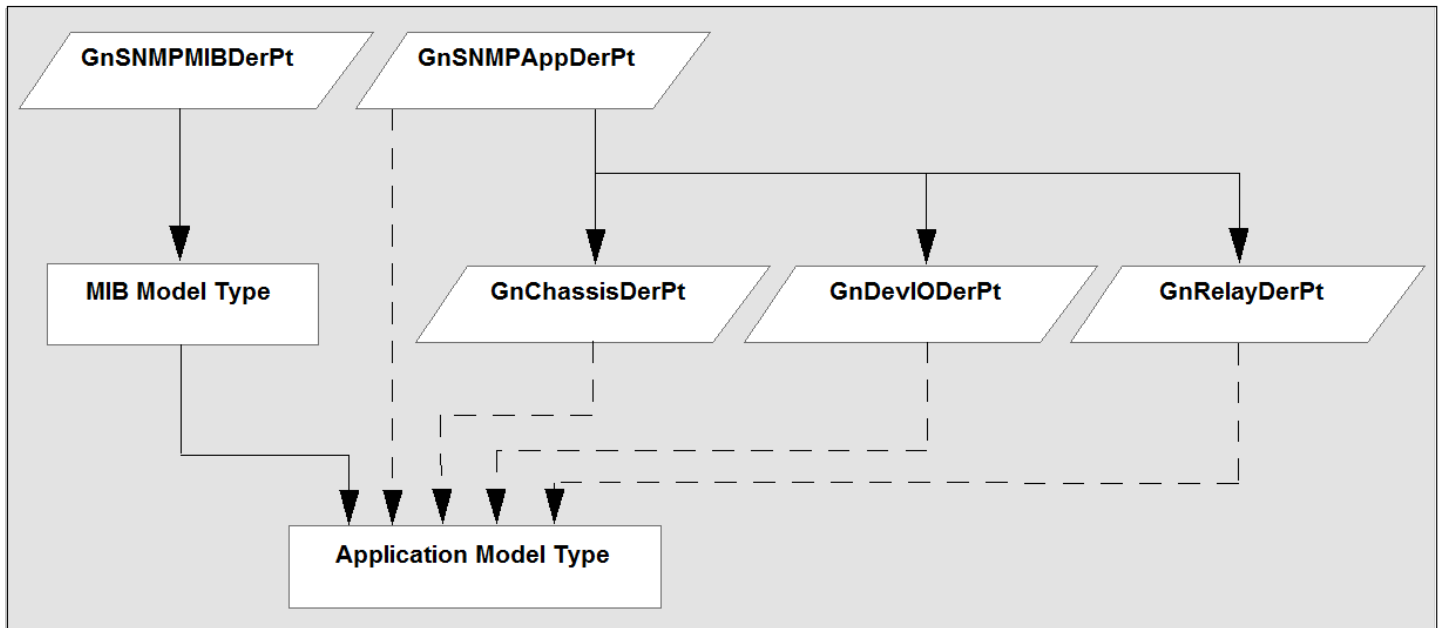 GnSNMPMIBDerPt
GnSNMPAppDerPt
MIB Model Type
GnChassisDerPt
GnDevIODerPt
GnRelayDerPt
Application Model Type